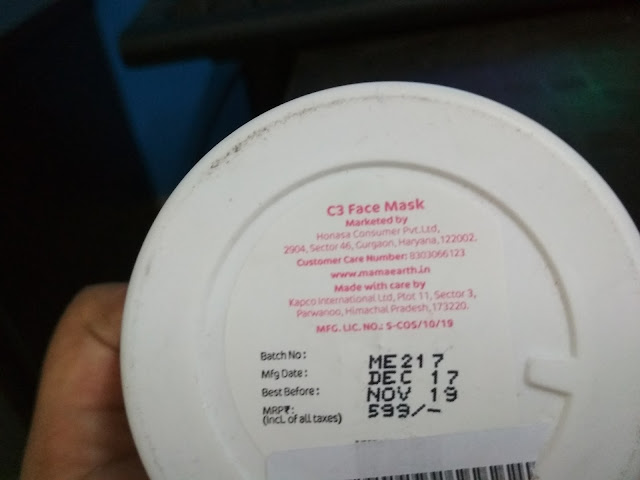 C3 Face Mask
Marketed by
Honasa Consumer Pvt.Ltd,
2904, Sector 46, Gurgaon, Haryana, 122002.
Customer Care Number: 8303066123
www.mamaearth.in
Made with care by
Kapco International Ltd, Plot 11, Sector 3,
Parwanoo, Himachal Pradesh, 173220.
MFG. LIC. NO.: S-COS/10/19
Batch No : ME217
Mfg Date : DEC 17
Best Before : NOV 19
MRP₹: 599/-
(incl. of all taxes)